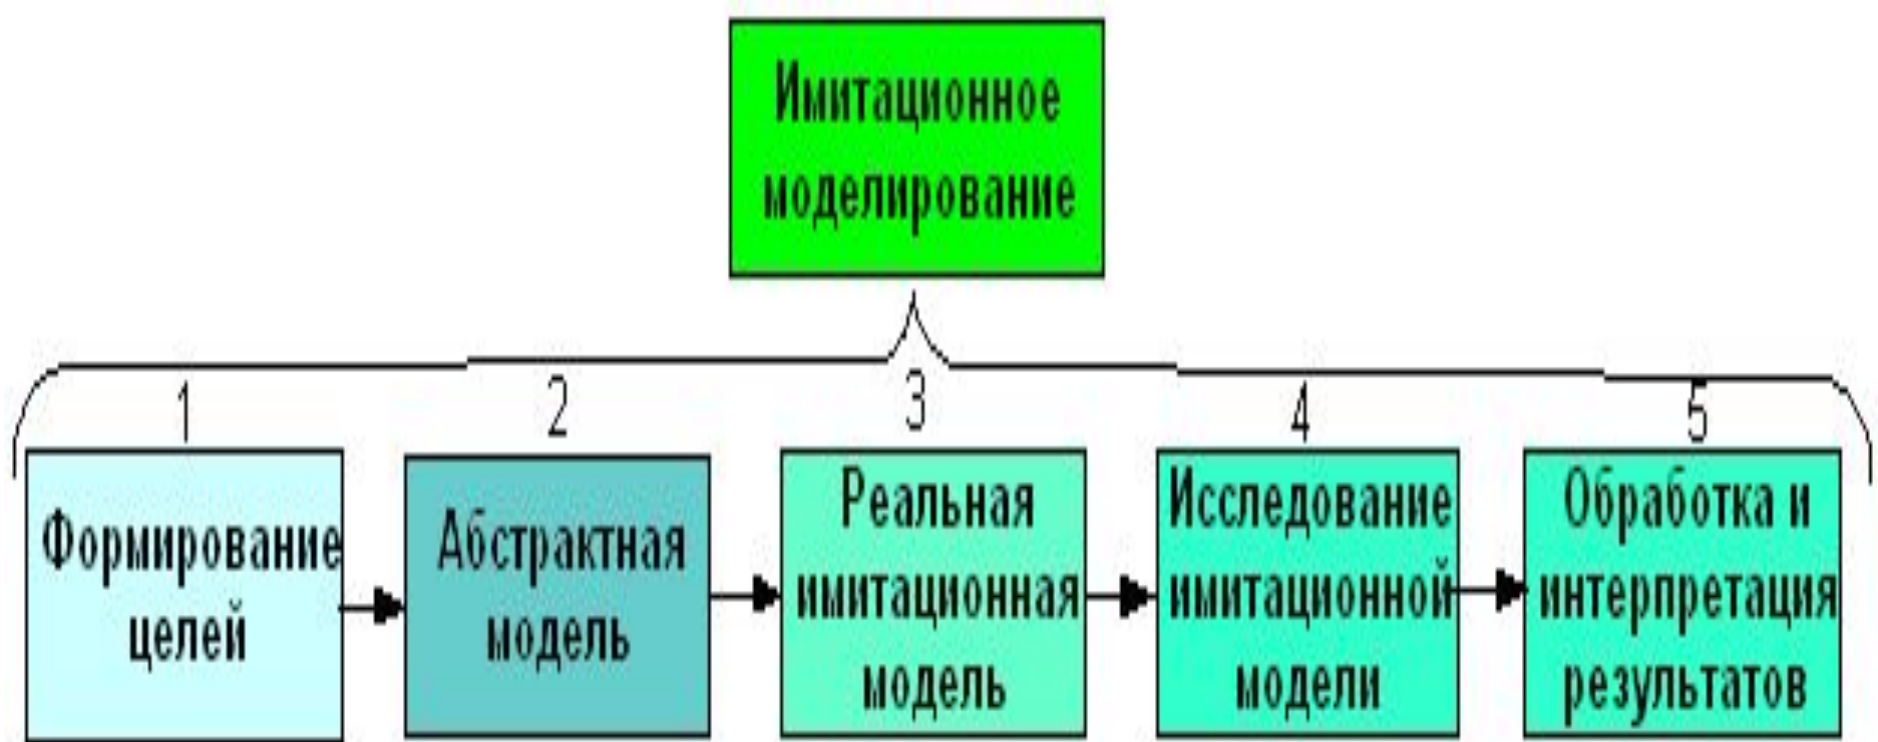 Имитационное
моделирование
1
2
3
4
5
Формирование
целей
Абстрактная
модель
Реальная
имитационная
модель
Исследование
имитационной
модели
Обработка и
интерпретация
результатов